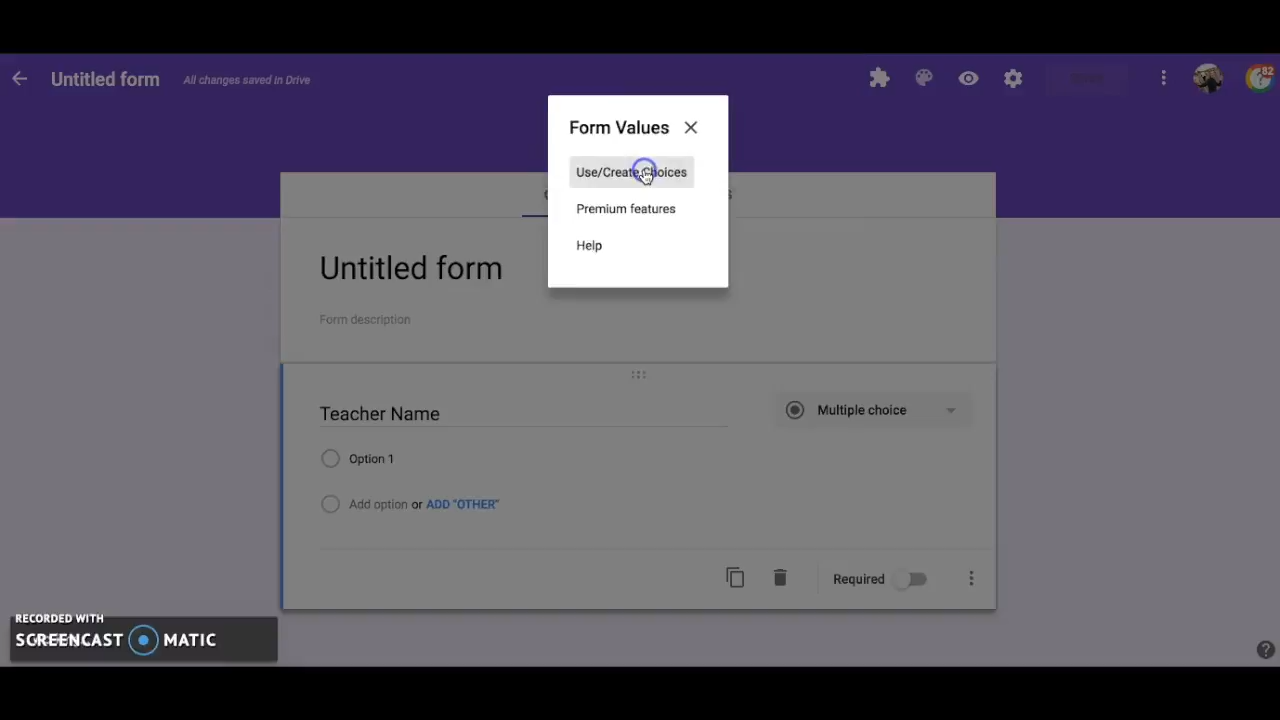 Untitled form
All changes saved in Drive
82
Form Values
Use/Create Choices
Premium features
Help
Untitled form
Form description
Teacher Name
Multiple choice
Option 1
Add option or ADD "OTHER"
Required
RECORDED WITH
SCREENCAST MATIC